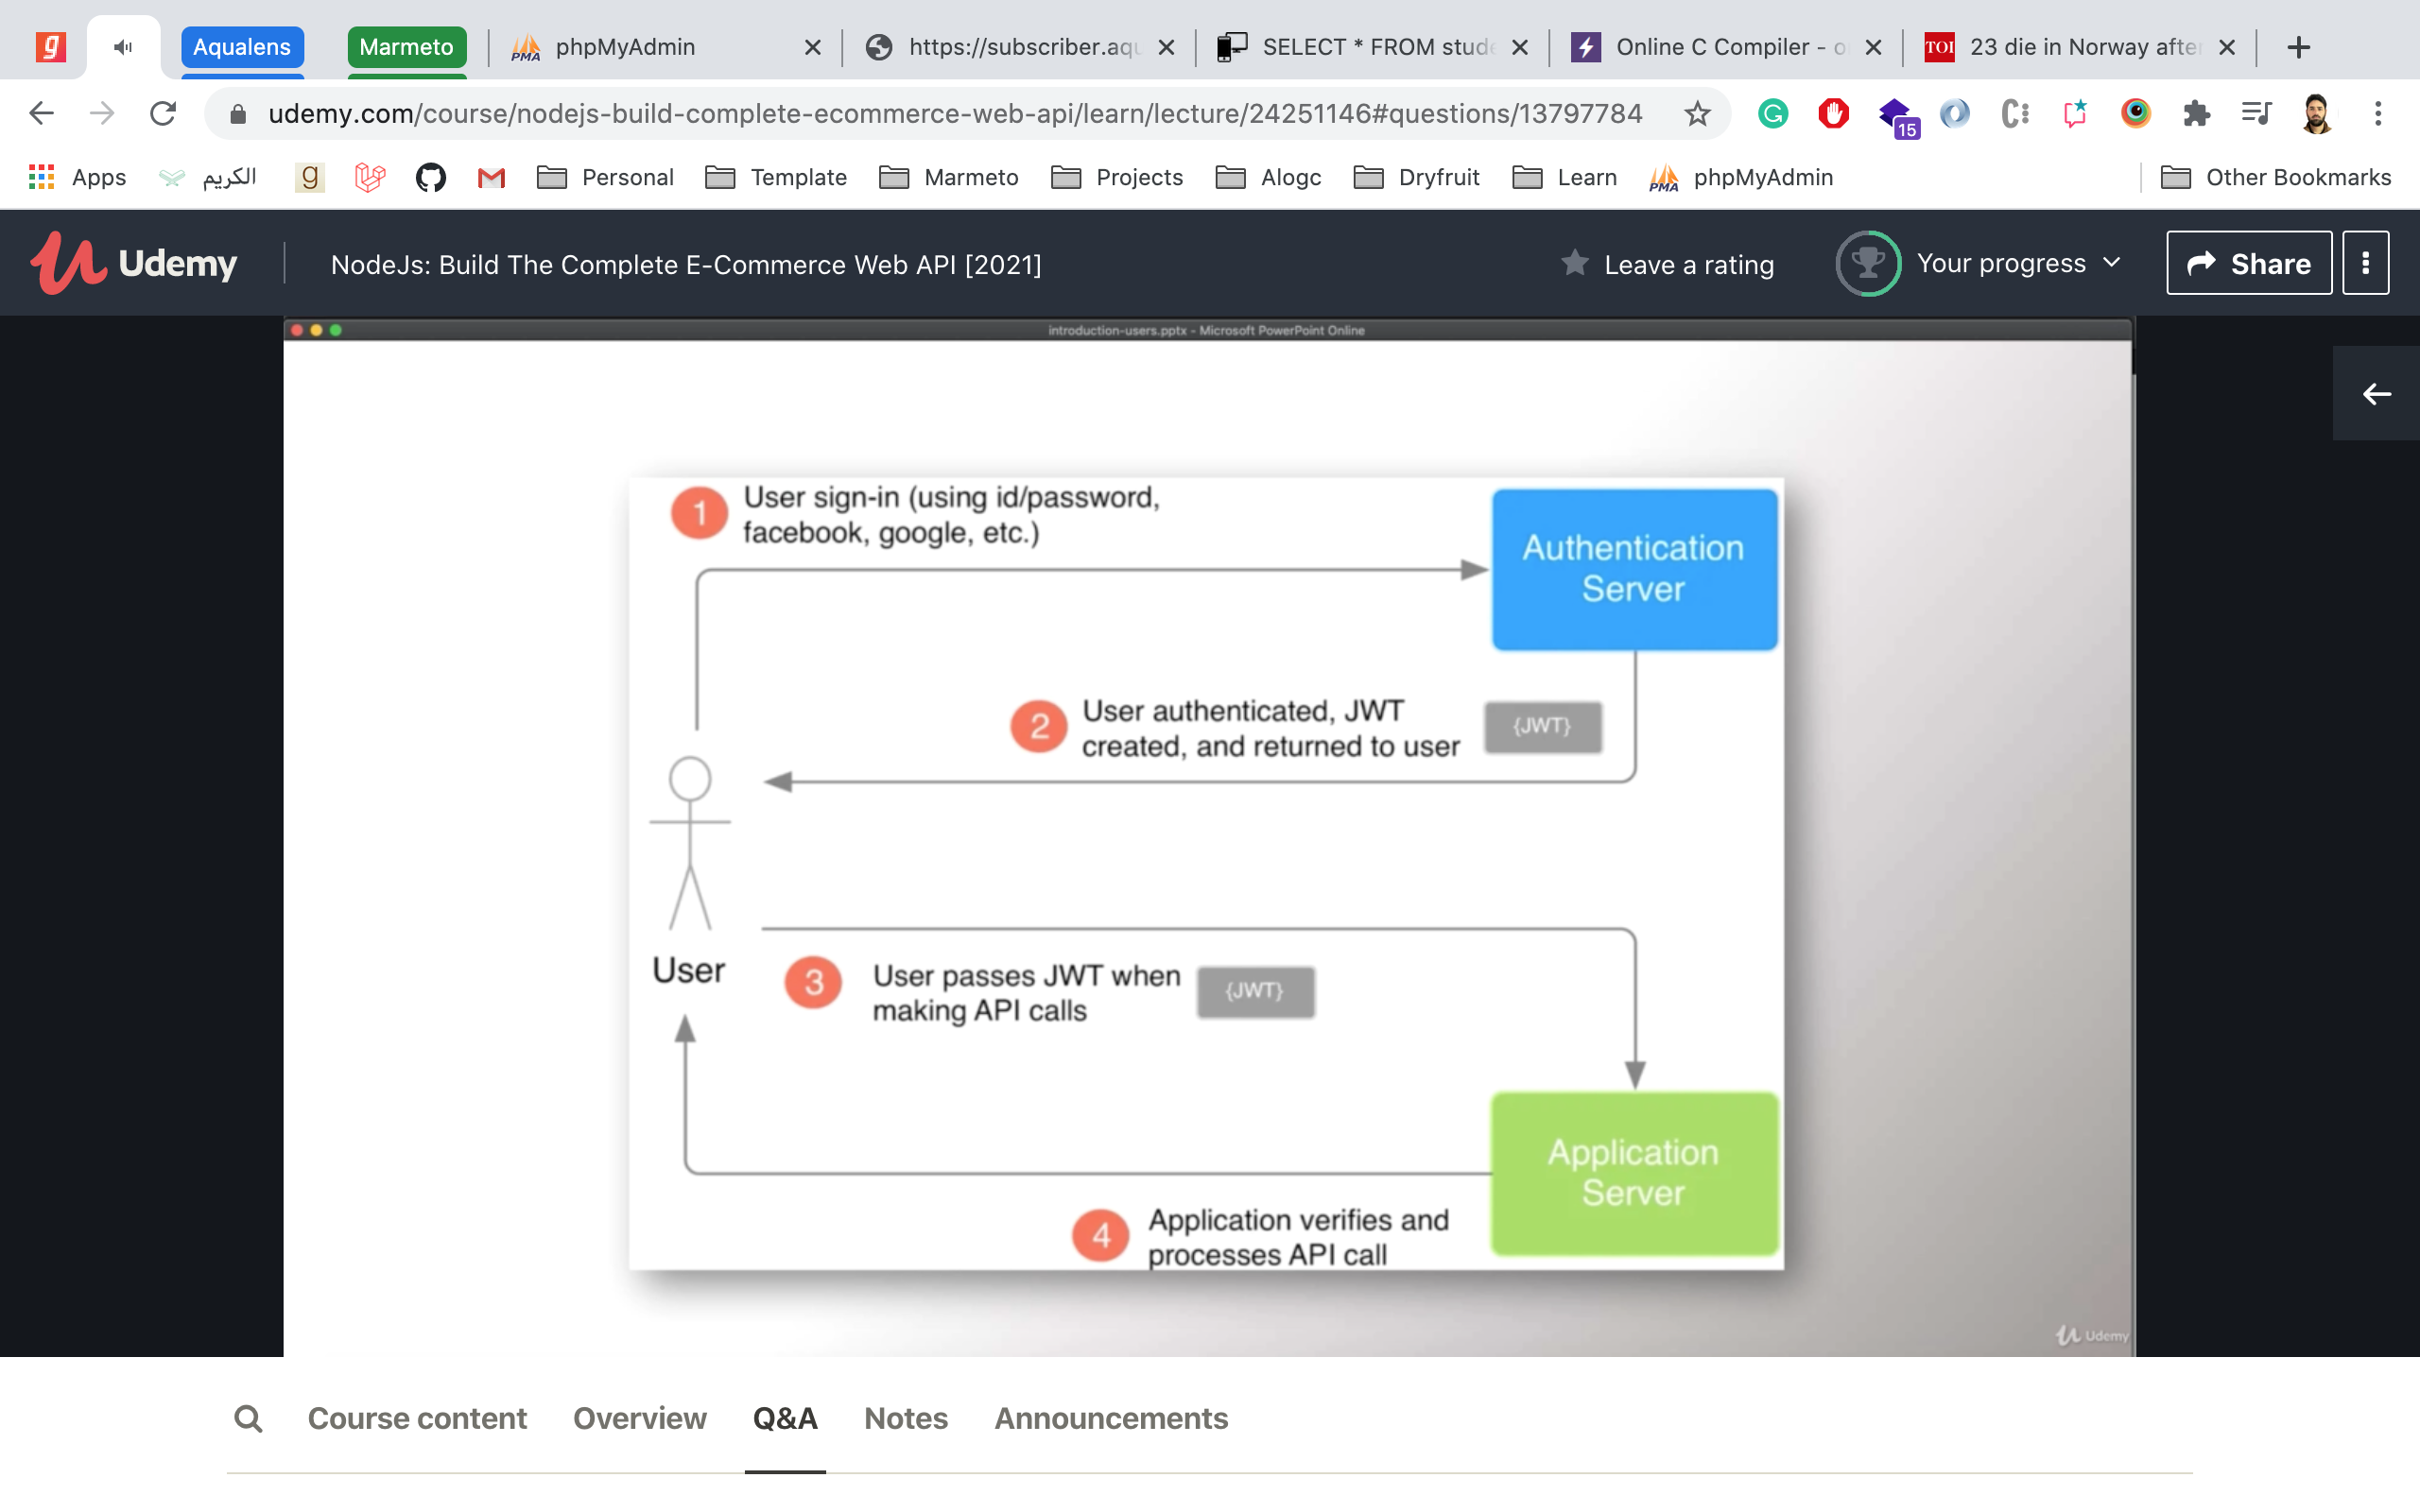 Aqualens
Marmeto
phpMyAdmin
https://subscriber.aqu
SELECT * FROM stude
Online C Compiler - o
TOI
23 die in Norway after
udemy.com/course/nodejs-build-complete-ecommerce-web-api/learn/lecture/24251146#questions/13797784
15
Apps
الكريم
Personal
Template
Marmeto
Projects
Alogc
Dryfruit
Learn
phpMyAdmin
Other Bookmarks
Udemy
NodeJs: Build The Complete E-Commerce Web API [2021]
Leave a rating
Your progress
Share
introduction-users.pptx - Microsoft PowerPoint Online
1
User sign-in (using id/password,
facebook, google, etc.)
Authentication
Server
2
User authenticated, JWT
created, and returned to user
{JWT}
User
3
User passes JWT when
making API calls
{JWT}
Application
Server
4
Application verifies and
processes API call
Udemy
Course content
Overview
Q&A
Notes
Announcements